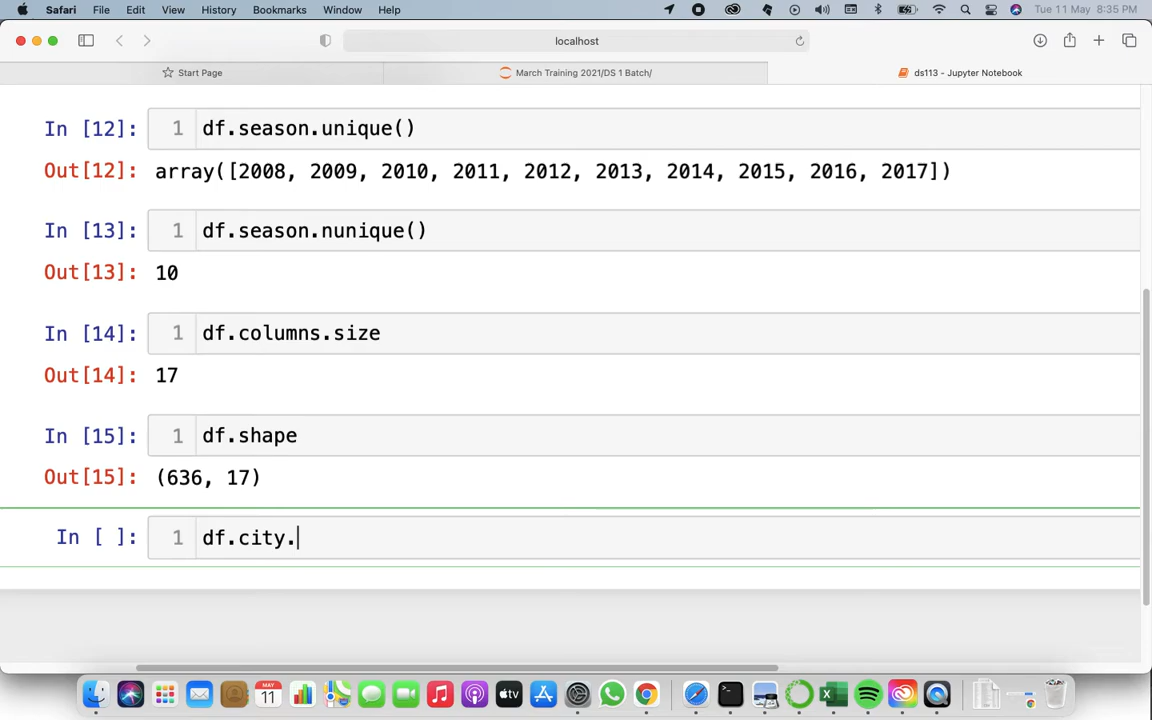 Safari File Edit View History Bookmarks Window Help Tue 11 May 8:35 PM
localhost
Start Page March Training 2021/DS 1 Batch/ ds113 - Jupyter Notebook
In [12]: 1 df.season.unique()
Out[12]: array([2008, 2009, 2010, 2011, 2012, 2013, 2014, 2015, 2016, 2017])
In [13]: 1 df.season.nunique()
Out[13]: 10
In [14]: 1 df.columns.size
Out[14]: 17
In [15]: 1 df.shape
Out[15]: (636, 17)
In [ ]: 1 df.city.
MAY
11
tv